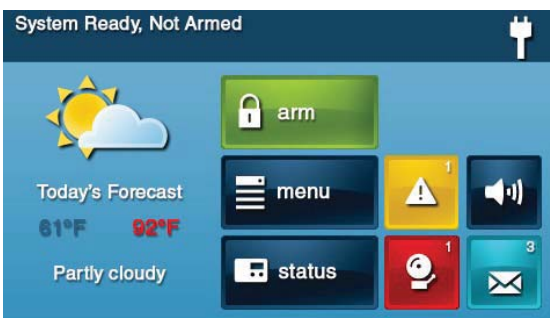 System Ready, Not Armed
arm
Today's Forecast
61°F 92°F
Partly cloudy
menu
1
status
1
3